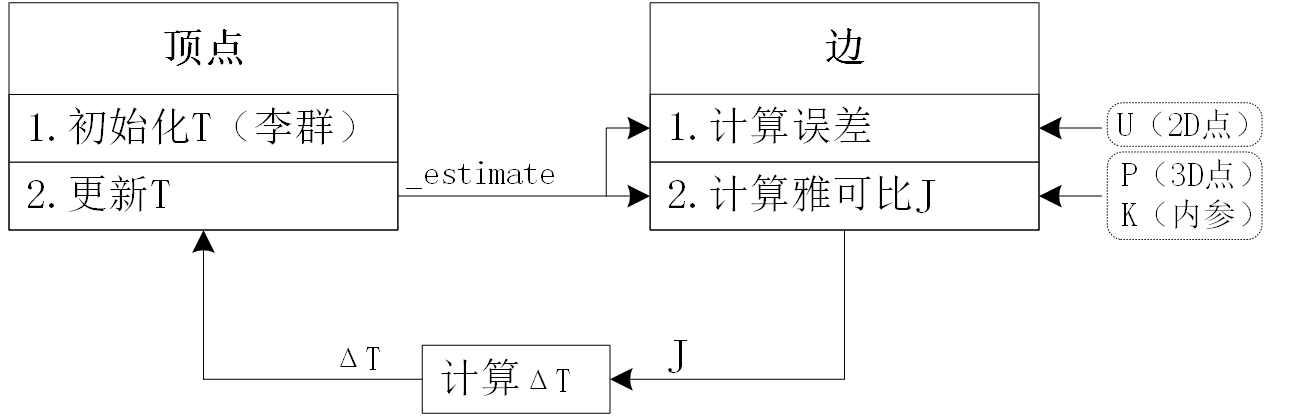 顶点
1.初始化T（李群）
2.更新T
_estimate
边
1.计算误差
2.计算雅可比J
U（2D点）
P（3D点）
K（内参）
ΔT
计算ΔT
J